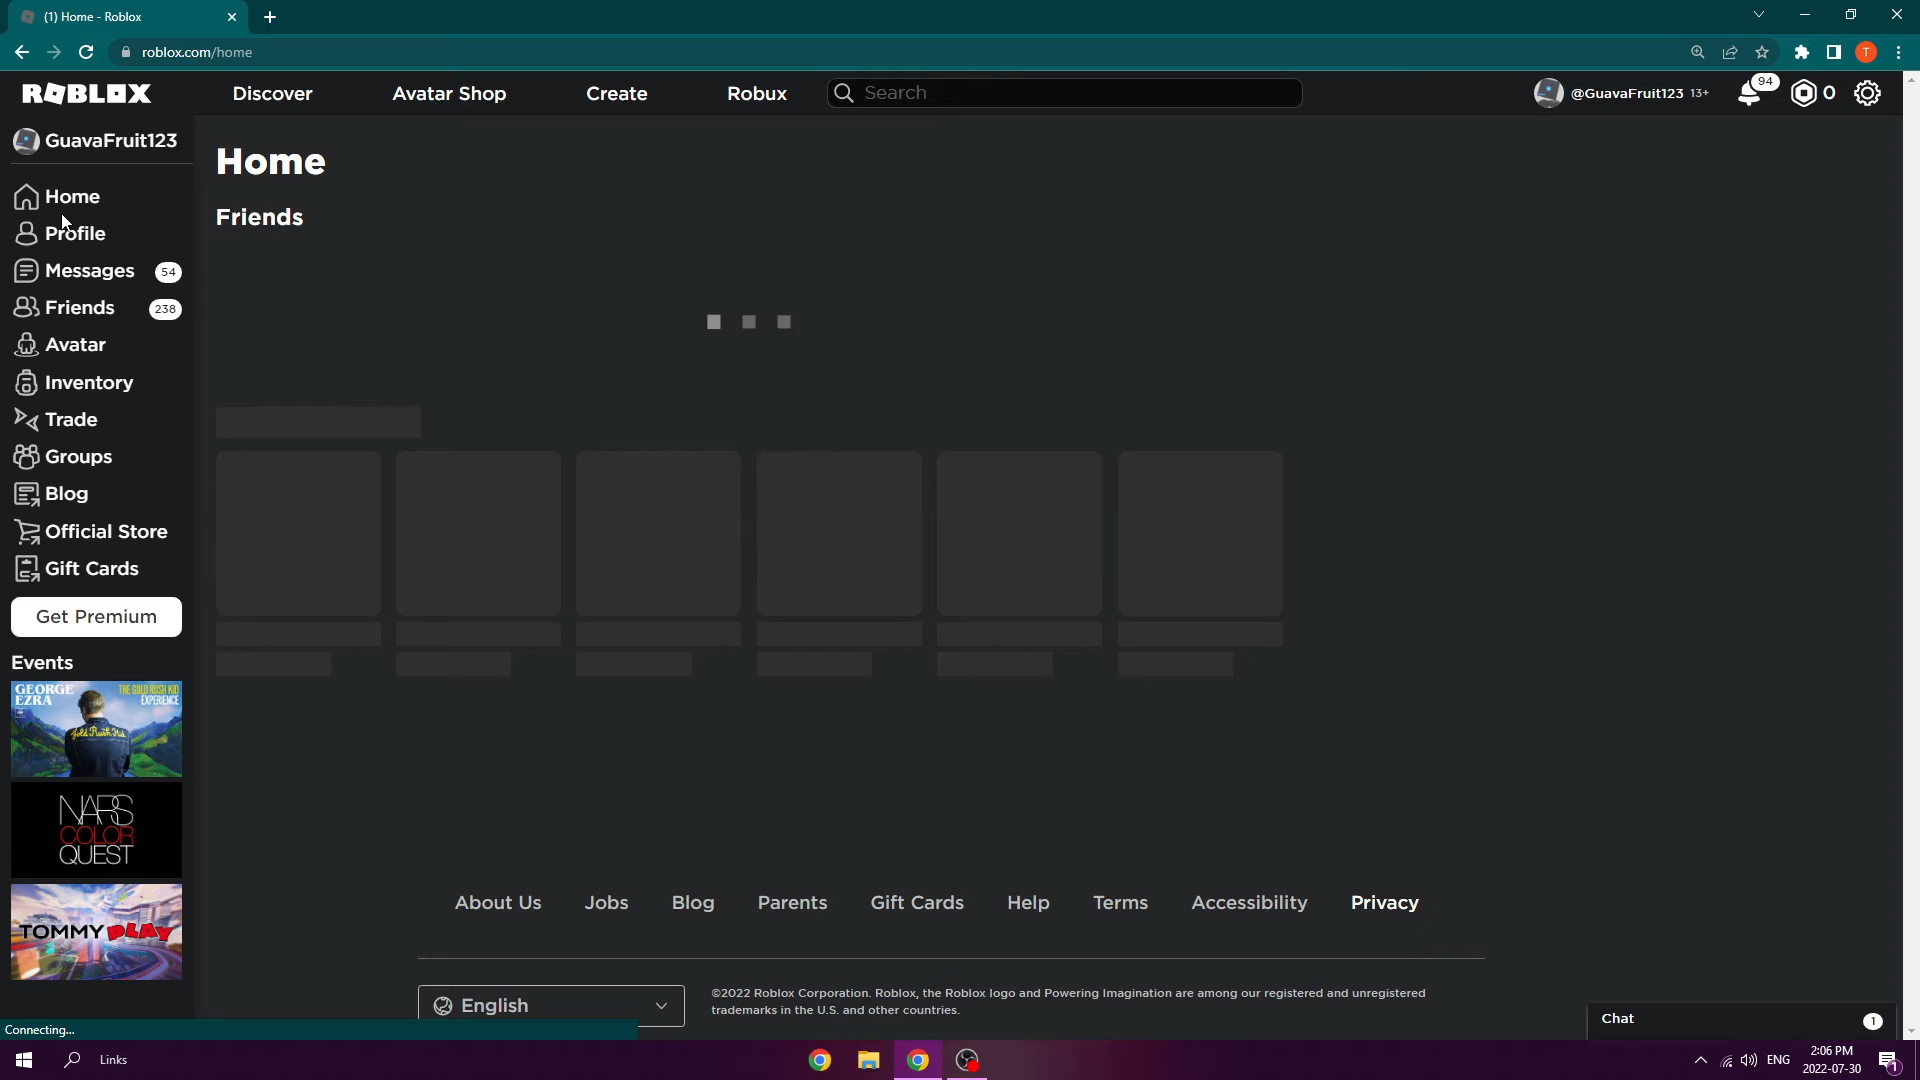 (1) Home - Roblox
roblox.com/home
T
ROBLOX
Discover
Avatar Shop
Create
Robux
Search
@GuavaFruit123 13+
94
0
GuavaFruit123
Home
Profile
Messages 54
Friends 238
Avatar
Inventory
Trade
Groups
Blog
Official Store
Gift Cards
Get Premium
Events
GEORGE EZRA
THE GOLD RUSH KID
EXPERIENCE
Gold Rush Kid
NARS
COLOR
QUEST
TOMMY PLAY
Home
Friends
About Us
Jobs
Blog
Parents
Gift Cards
Help
Terms
Accessibility
Privacy
English
©2022 Roblox Corporation. Roblox, the Roblox logo and Powering Imagination are among our registered and unregistered
trademarks in the U.S. and other countries.
Chat 1
Connecting...
Links
ENG
2:06 PM
2022-07-30
1